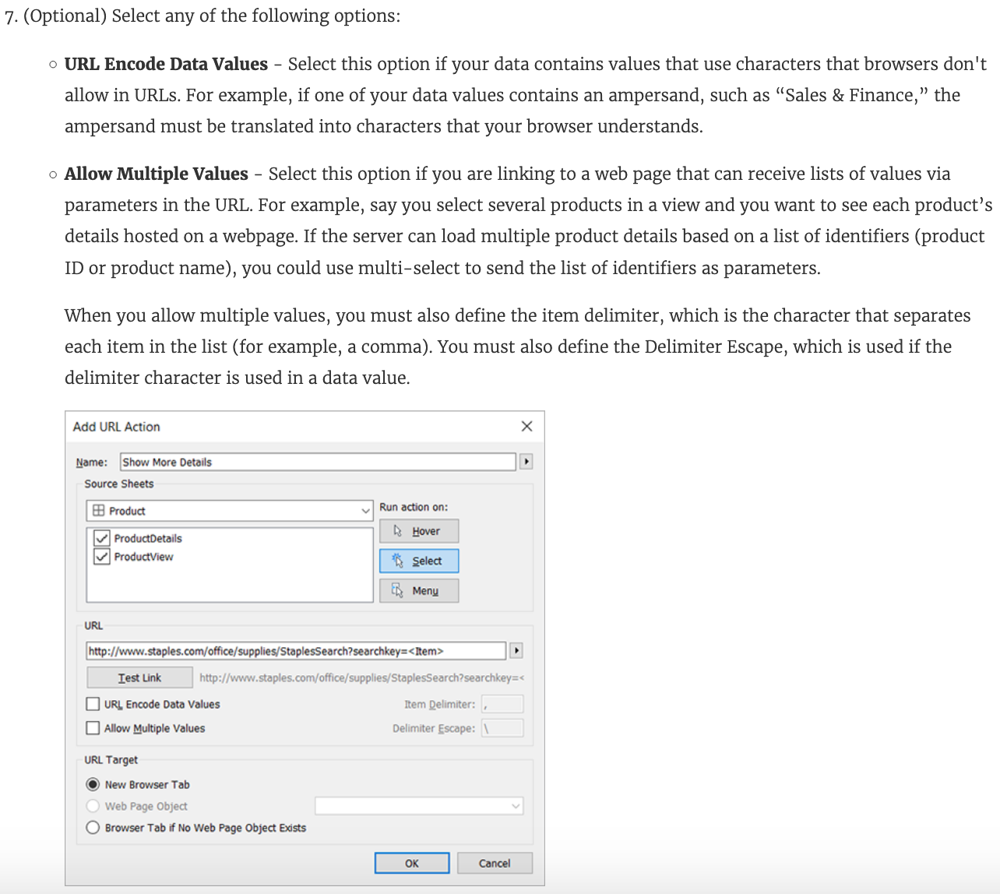 7. (Optional) Select any of the following options:
○ URL Encode Data Values – Select this option if your data contains values that use characters that browsers don't
allow in URLs. For example, if one of your data values contains an ampersand, such as “Sales & Finance,” the
ampersand must be translated into characters that your browser understands.
○ Allow Multiple Values – Select this option if you are linking to a web page that can receive lists of values via
parameters in the URL. For example, say you select several products in a view and you want to see each product’s
details hosted on a webpage. If the server can load multiple product details based on a list of identifiers (product
ID or product name), you could use multi-select to send the list of identifiers as parameters.
When you allow multiple values, you must also define the item delimiter, which is the character that separates
each item in the list (for example, a comma). You must also define the Delimiter Escape, which is used if the
delimiter character is used in a data value.
Add URL Action
Name: Show More Details
Source Sheets
Product
Run action on:
ProductDetails
Hover
ProductView
Select
Menu
URL
http://www.staples.com/office/supplies/StaplesSearch?searchkey=<Item>
Test Link http://www.staples.com/office/supplies/StaplesSearch?searchkey=<
URL Encode Data Values Item Delimiter: ,
Allow Multiple Values Delimiter Escape: \
URL Target
New Browser Tab
Web Page Object
Browser Tab if No Web Page Object Exists
OK Cancel